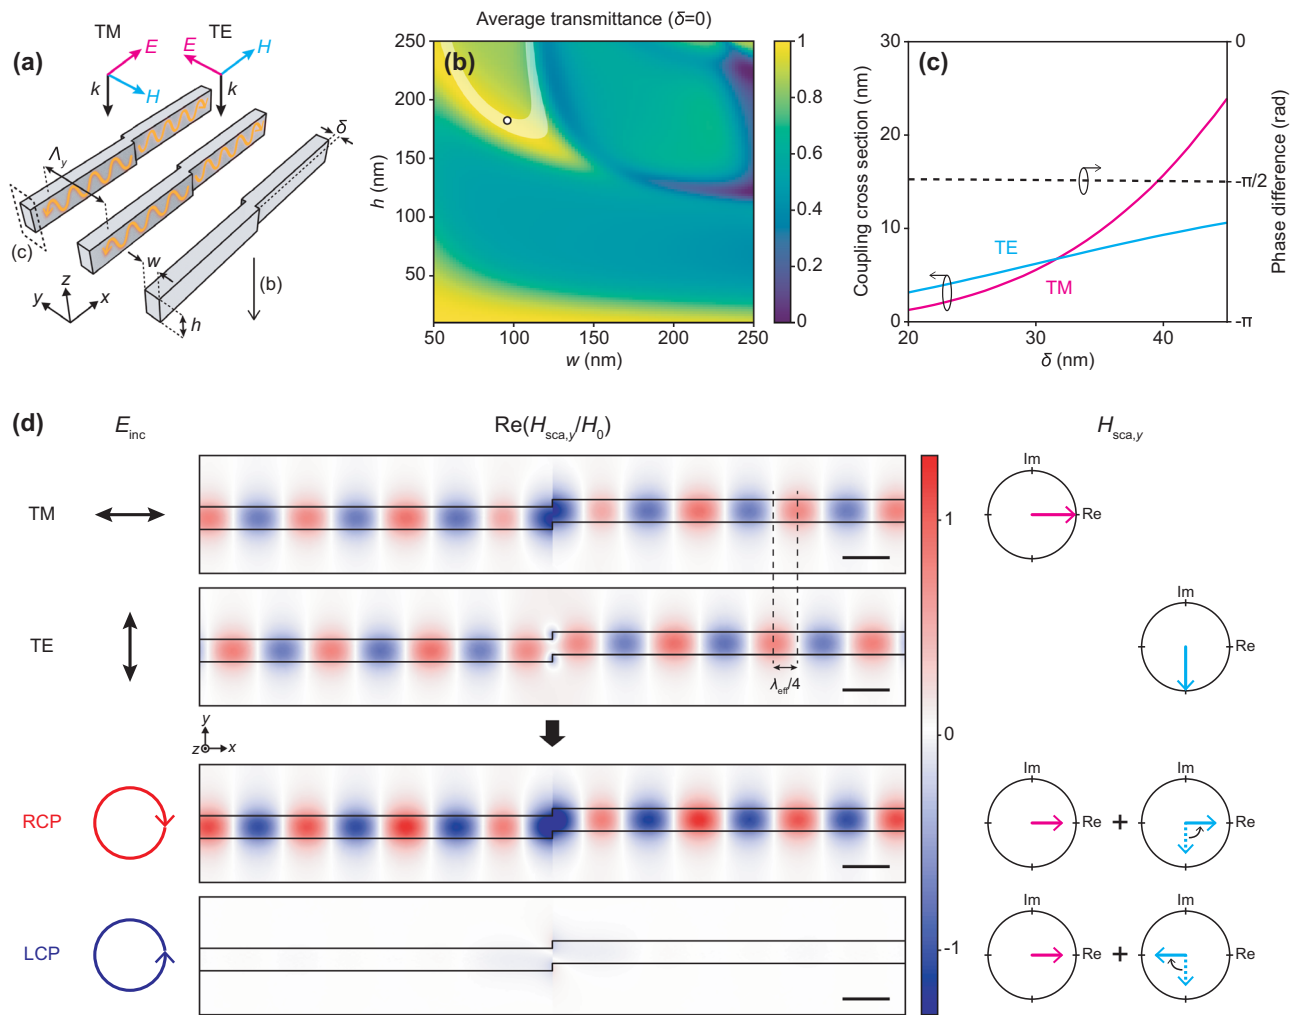 (a)
TM
TE
E
H
k
E
H
k
δ
Λy
(c)
w
(b)
h
z
y
x
Average transmittance (δ=0)
(b)
h (nm)
250
200
150
100
50
50
100
150
200
250
w (nm)
1
0.8
0.6
0.4
0.2
0
(c)
Coupling cross section (nm)
30
20
10
0
20
30
40
δ (nm)
TE
TM
0
-π/2
-π
Phase difference (rad)
(d)
Einc
Re(Hsca,y/H0)
Hsca,y
TM
Im
Re
TE
λeff/4
Im
Re
y
z
x
1
0
-1
RCP
Im
Re
+
Im
Re
LCP
Im
Re
+
Im
Re